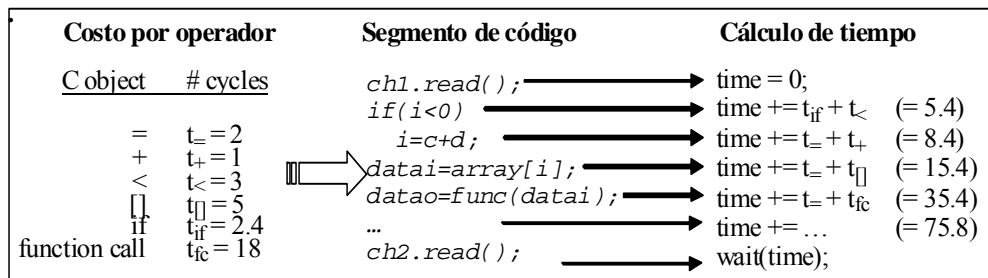 Costo por operador
C object # cycles
= t= = 2
+ t+ = 1
< t< = 3
[] t[] = 5
if tif = 2.4
function call tfc = 18
Segmento de código
ch1.read();
if(i<0)
i=c+d;
datai=array[i];
datao=func(datai);
…
ch2.read();
Cálculo de tiempo
time = 0;
time += tif + t< (= 5.4)
time += t= + t+ (= 8.4)
time += t= + t[] (= 15.4)
time += t= + tfc (= 35.4)
time += … (= 75.8)
wait(time);